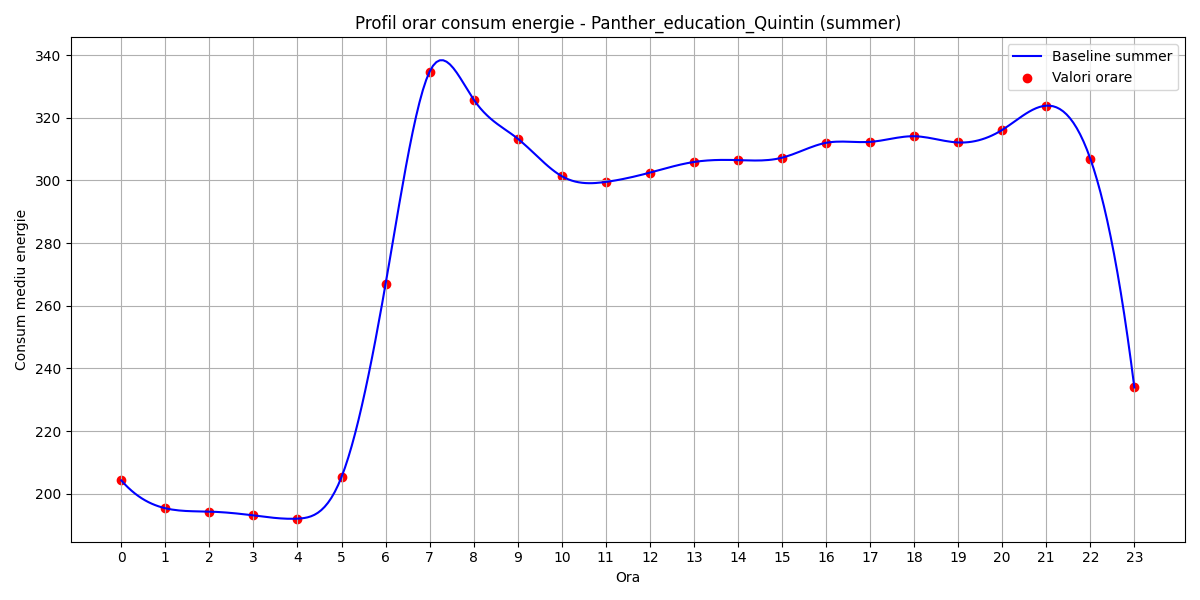 Profil orar consum energie - Panther_education_Quintin (summer)
Baseline summer
Valori orare
Consum mediu energie
340
320
300
280
260
240
220
200
0 1 2 3 4 5 6 7 8 9 10 11 12 13 14 15 16 17 18 19 20 21 22 23
Ora